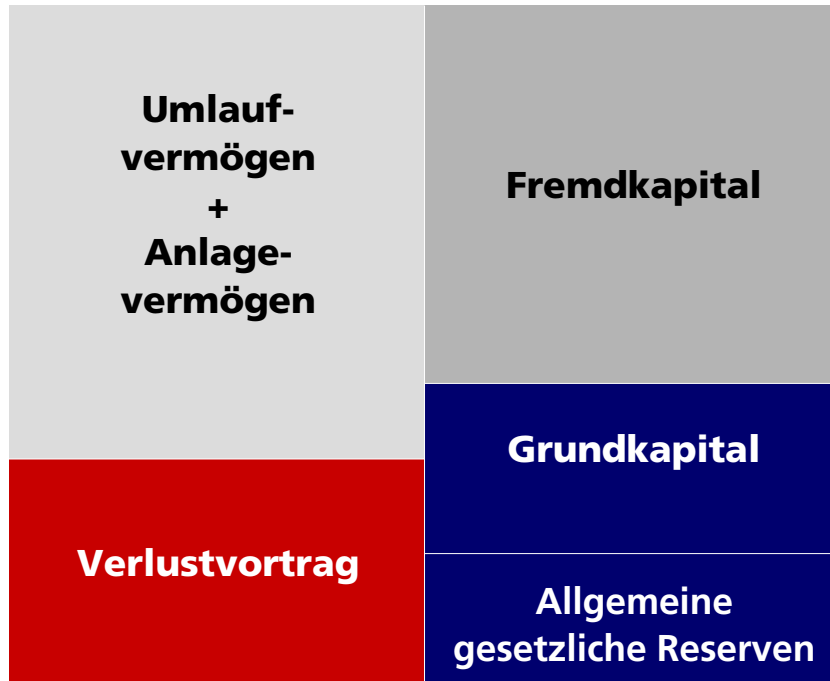 Umlauf-
vermögen
+
Anlage-
vermögen
Verlustvortrag
Fremdkapital
Grundkapital
Allgemeine
gesetzliche Reserven